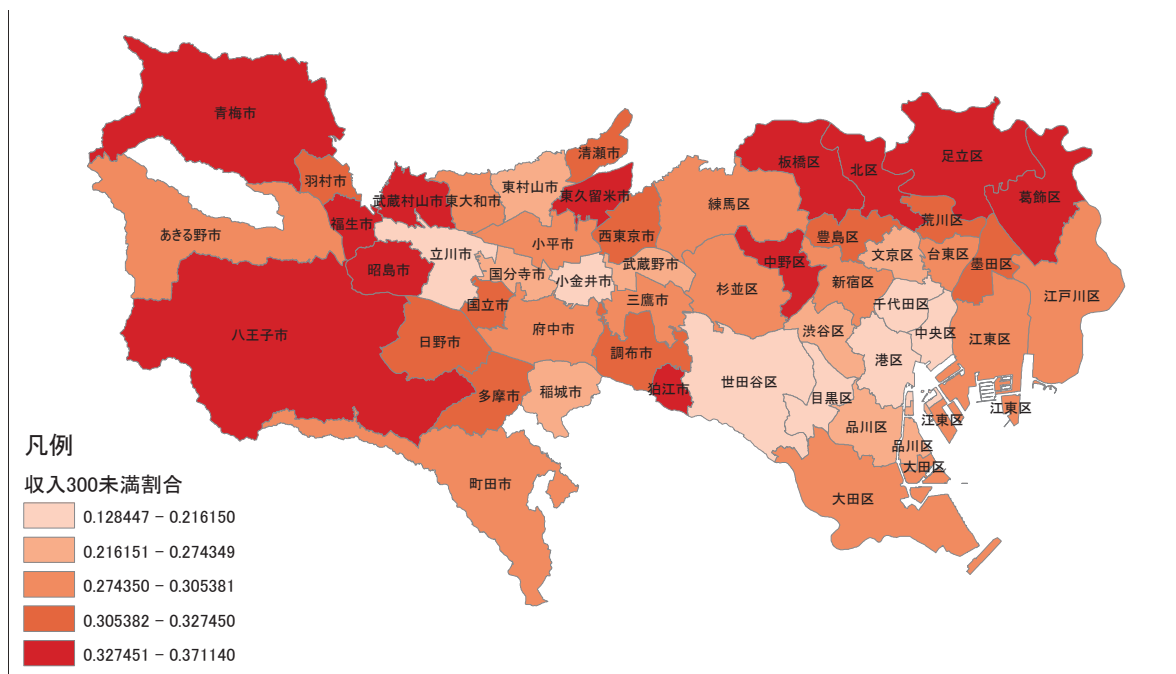 青梅市
清瀬市
板橋区
足立区
北区
羽村市
東村山市
東久留米市
葛飾区
武蔵村山市
東大和市
練馬区
福生市
荒川区
あきる野市
小平市
西東京市
豊島区
立川市
文京区
台東区
昭島市
国分寺市
武蔵野市
中野区
墨田区
小金井市
新宿区
杉並区
江戸川区
国立市
三鷹市
千代田区
八王子市
府中市
渋谷区
中央区
日野市
江東区
調布市
港区
世田谷区
狛江市
稲城市
多摩市
目黒区
江東区
江東区
品川区
品川区
大田区
町田市
大田区
凡例
収入300未満割合
0.128447 - 0.216150
0.216151 - 0.274349
0.274350 - 0.305381
0.305382 - 0.327450
0.327451 - 0.371140